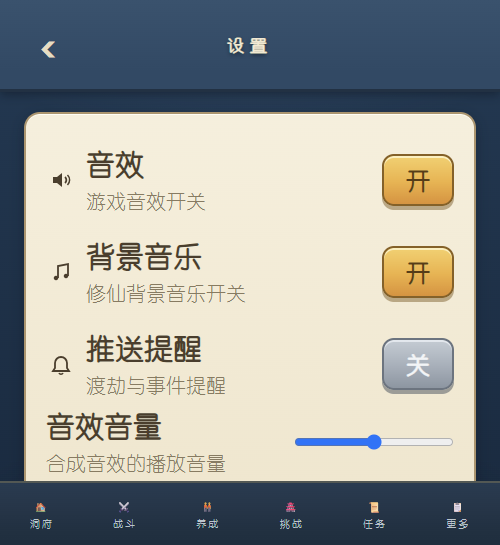 设置
音效
游戏音效开关
开
背景音乐
修仙背景音乐开关
开
推送提醒
渡劫与事件提醒
关
音效音量
合成音效的播放音量
洞府
战斗
养成
挑战
任务
更多